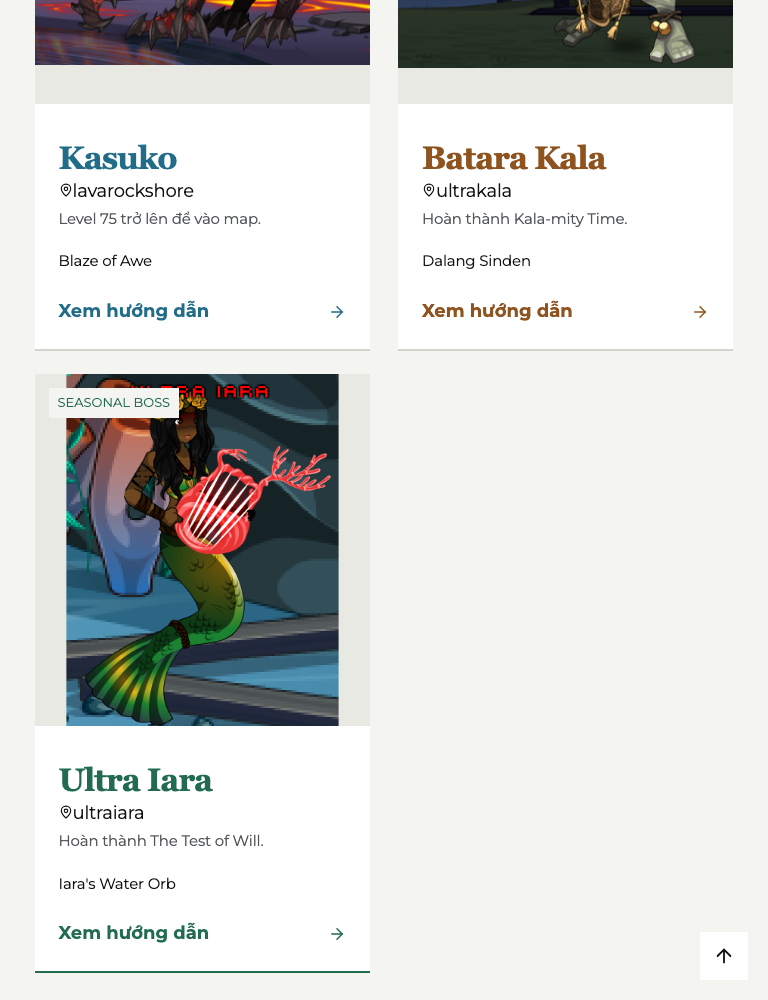 Kasuko
lavarockshore
Level 75 trở lên để vào map.
Blaze of Awe
Xem hướng dẫn
Batara Kala
ultrakala
Hoàn thành Kala-mity Time.
Dalang Sinden
Xem hướng dẫn
SEASONAL BOSS
ULTRA IARA
Ultra Iara
ultraiara
Hoàn thành The Test of Will.
Iara's Water Orb
Xem hướng dẫn